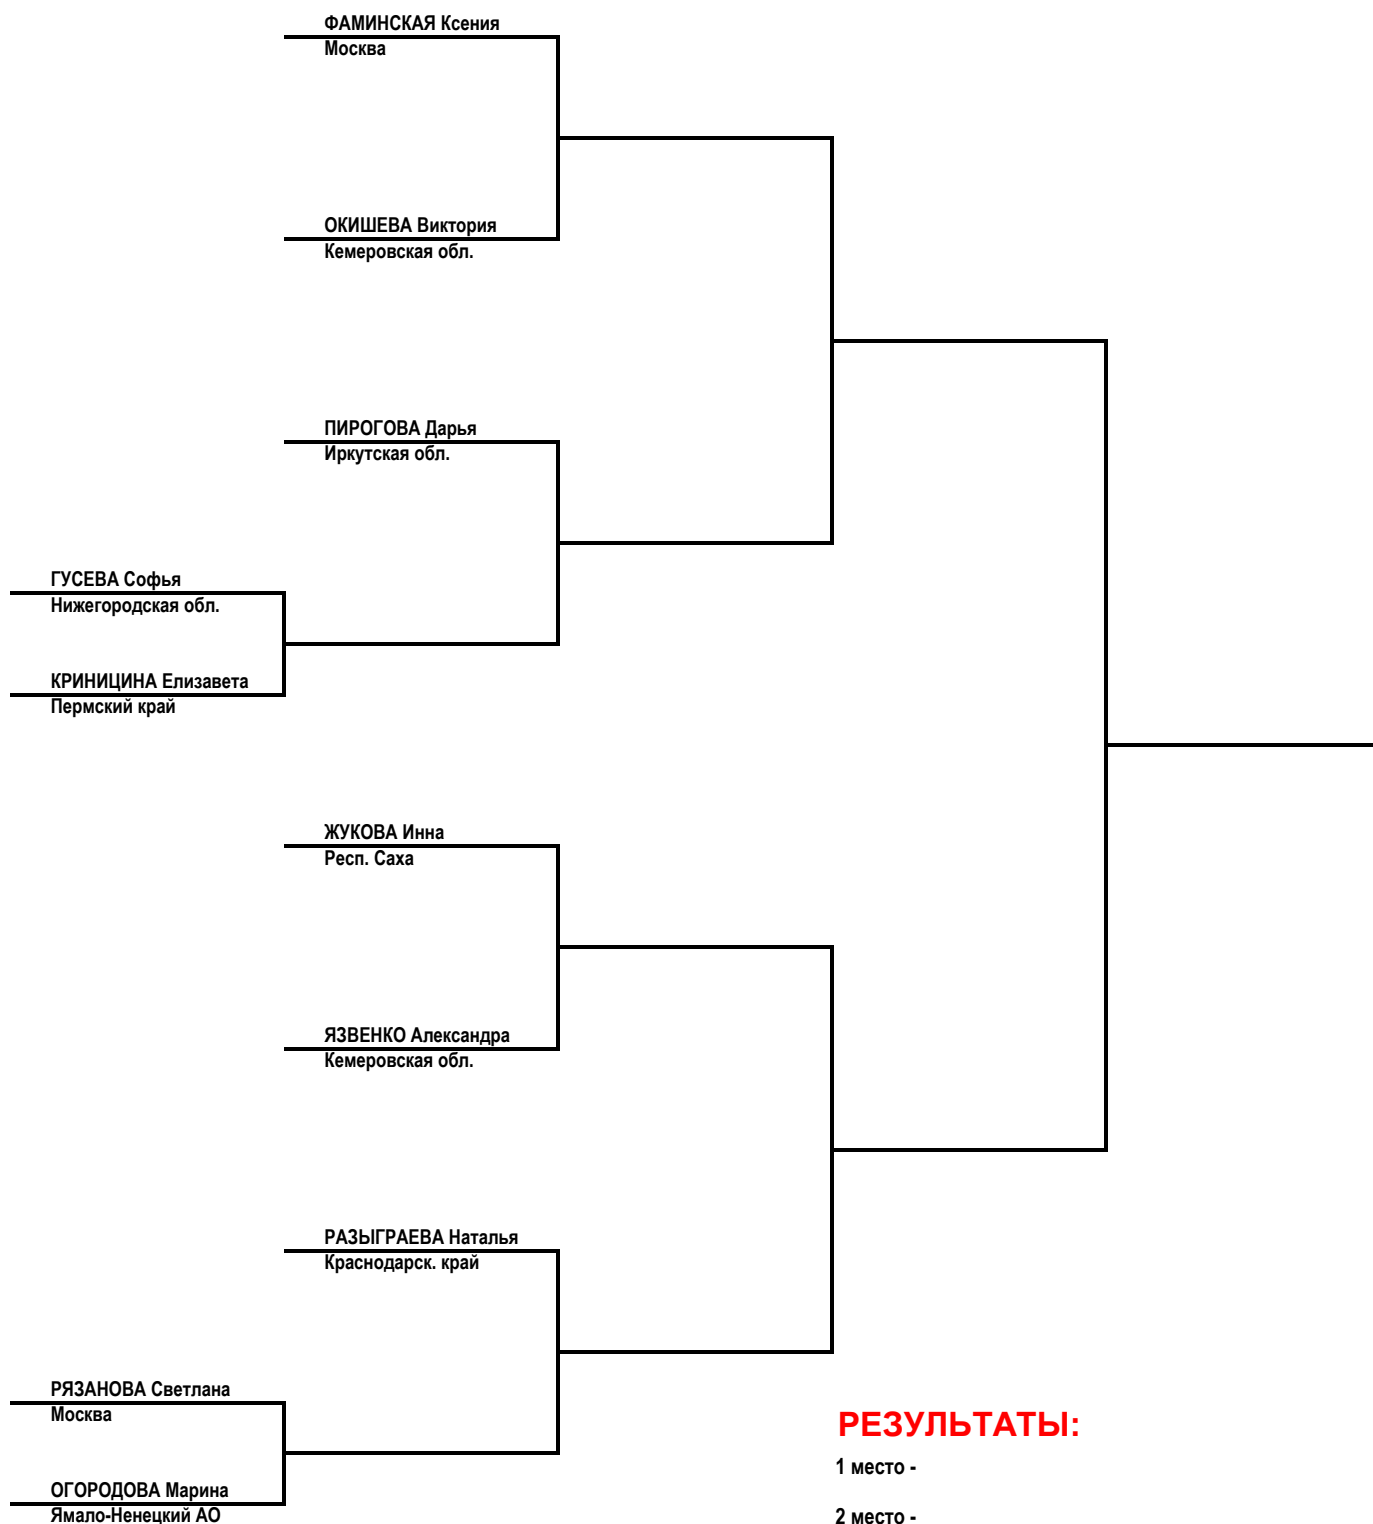 ФАМИНСКАЯ Ксения
Москва
ОКИШЕВА Виктория
Кемеровская обл.
ПИРОГОВА Дарья
Иркутская обл.
ГУСЕВА Софья
Нижегородская обл.
КРИНИЦИНА Елизавета
Пермский край
ЖУКОВА Инна
Респ. Саха
ЯЗВЕНКО Александра
Кемеровская обл.
РАЗЫГРАЕВА Наталья
Краснодарск. край
РЯЗАНОВА Светлана
Москва
ОГОРОДОВА Марина
Ямало-Ненецкий АО
РЕЗУЛЬТАТЫ:
1 место -
2 место -